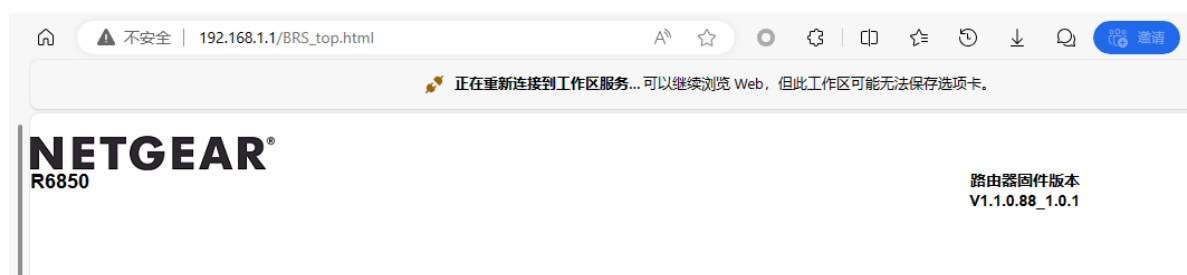 不安全 | 192.168.1.1/BRS_top.html 邀请
正在重新连接到工作区服务... 可以继续浏览 Web，但此工作区可能无法保存选项卡。
NETGEAR®
R6850
路由器固件版本
V1.1.0.88_1.0.1